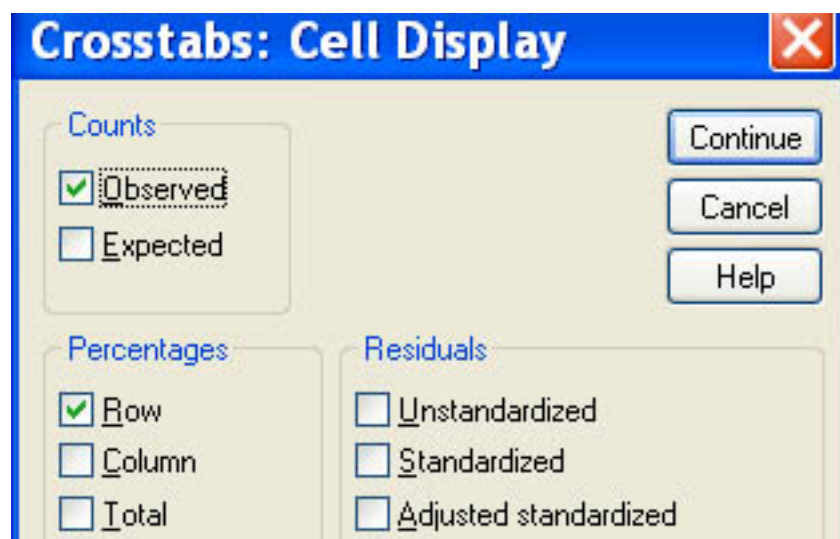 Crosstabs: Cell Display
Counts
Observed
Expected
Continue
Cancel
Help
Percentages
Row
Column
Total
Residuals
Unstandardized
Standardized
Adjusted standardized